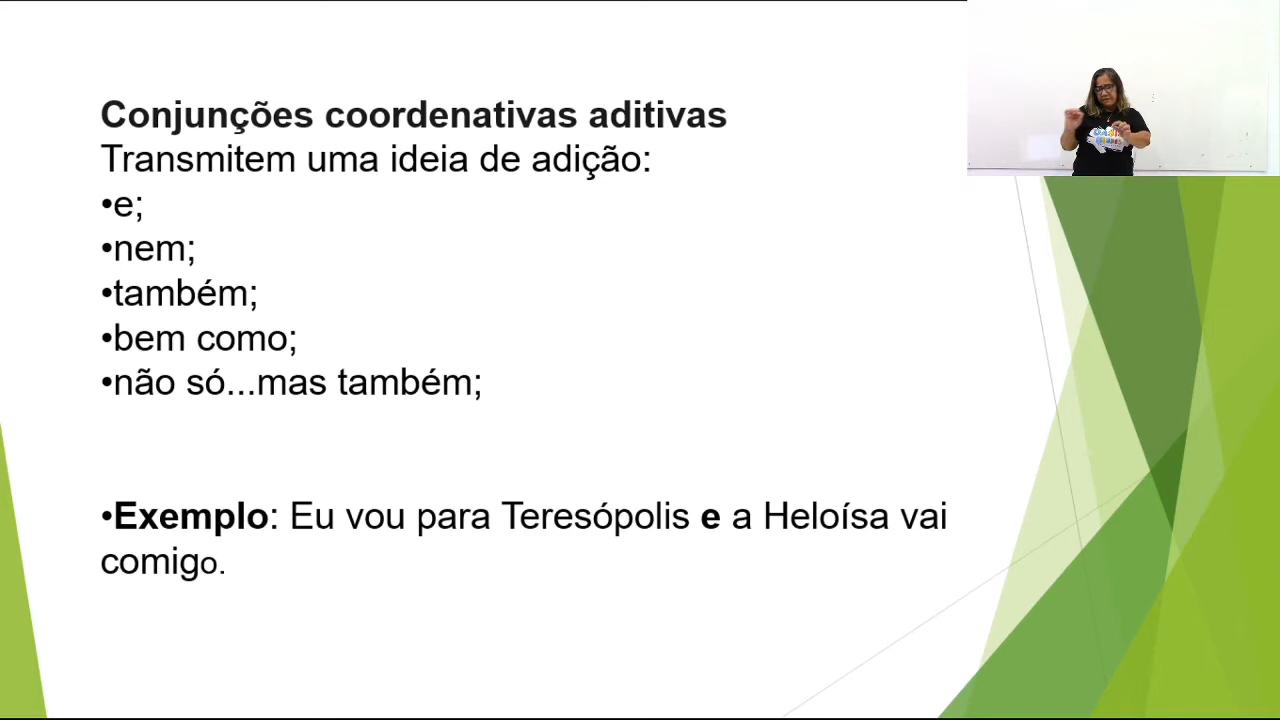 Conjunções coordenativas aditivas
Transmitem uma ideia de adição:
•e;
•nem;
•também;
•bem como;
•não só...mas também;
•Exemplo: Eu vou para Teresópolis e a Heloísa vai
comigo.